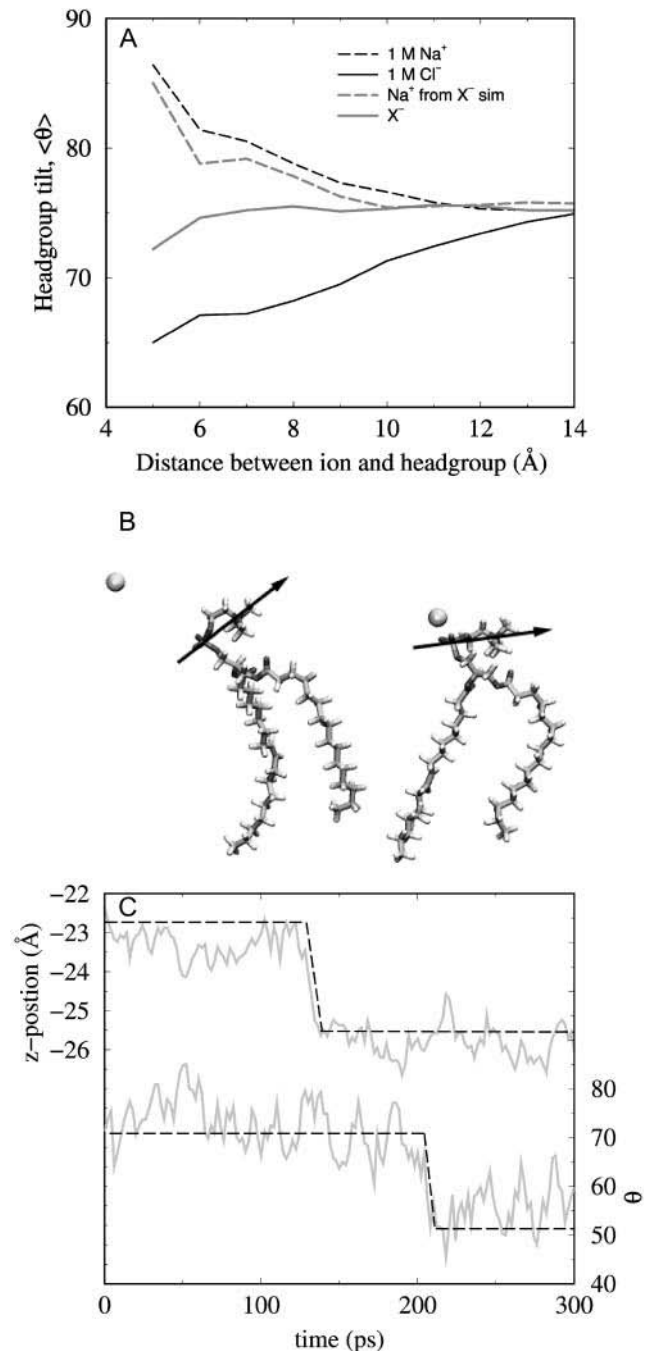 A
1 M Na⁺
1 M Cl⁻
Na⁺ from X⁻ sim
X⁻
90
80
70
60
Headgroup tilt, <θ>
4 6 8 10 12 14
Distance between ion and headgroup (Å)
B
C
−22
−23
−24
−25
−26
z-postion (Å)
80
70
60
50
40
θ
0 100 200 300
time (ps)